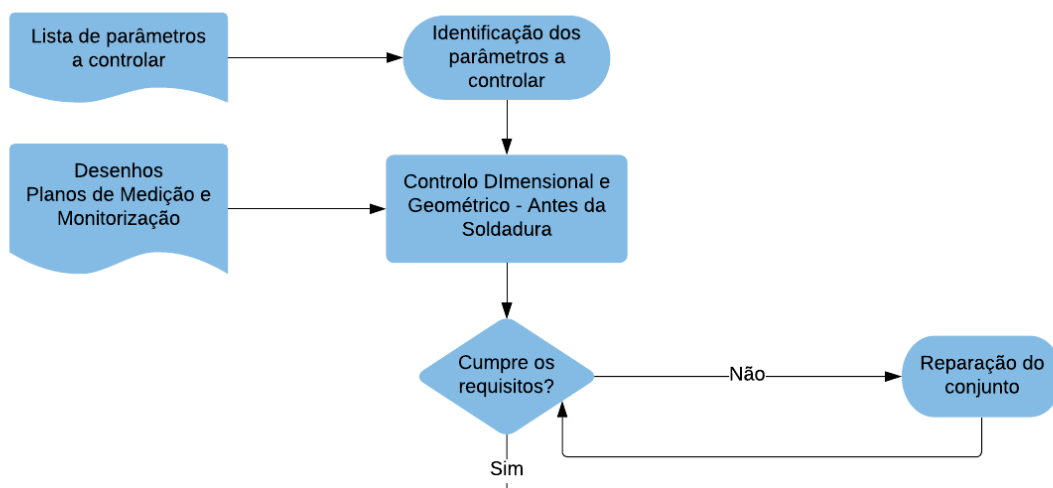 Lista de parâmetros
a controlar
Identificação dos
parâmetros a
controlar
Desenhos
Planos de Medição e
Monitorização
Controlo DImensional e
Geométrico - Antes da
Soldadura
Cumpre os
requisitos?
Não
Reparação do
conjunto
Sim